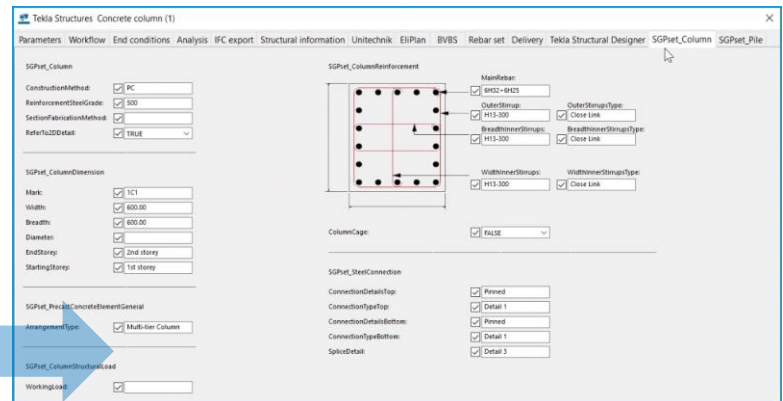 Tekla Structures Concrete column (1)
Parameters Workflow End conditions Analysis IFC export Structural information Unitechnik EliPlan BVBS Rebar set Delivery Tekla Structural Designer SGPset_Column SGPset_Pile
SGPset_Column
ConstructionMethod: PC
ReinforcementSteelGrade: 500
SectionFabricationMethod:
ReferTo2DDetail: TRUE
SGPset_ColumnDimension
Mark: 1C1
Width: 600.00
Breadth: 600.00
Diameter:
EndStorey: 2nd storey
StartingStorey: 1st storey
SGPset_PrecastConcreteElementGeneral
ArrangementType: Multi-tier Column
SGPset_ColumnStructuralLoad
WorkingLoad:
SGPset_ColumnReinforcement
MainRebar:
6H32+6H25
OuterStirrup: OuterStirrupsType:
H13-300 Close Link
BreadthInnerStirrups: BreadthInnerStirrupsType:
H13-300 Close Link
WidthInnerStirrups: WidthInnerStirrupsType:
H13-300 Close Link
ColumnCage: FALSE
SGPset_SteelConnection
ConnectionDetailsTop: Pinned
ConnectionTypeTop: Detail 1
ConnectionDetailsBottom: Pinned
ConnectionTypeBottom: Detail 1
SpliceDetail: Detail 3